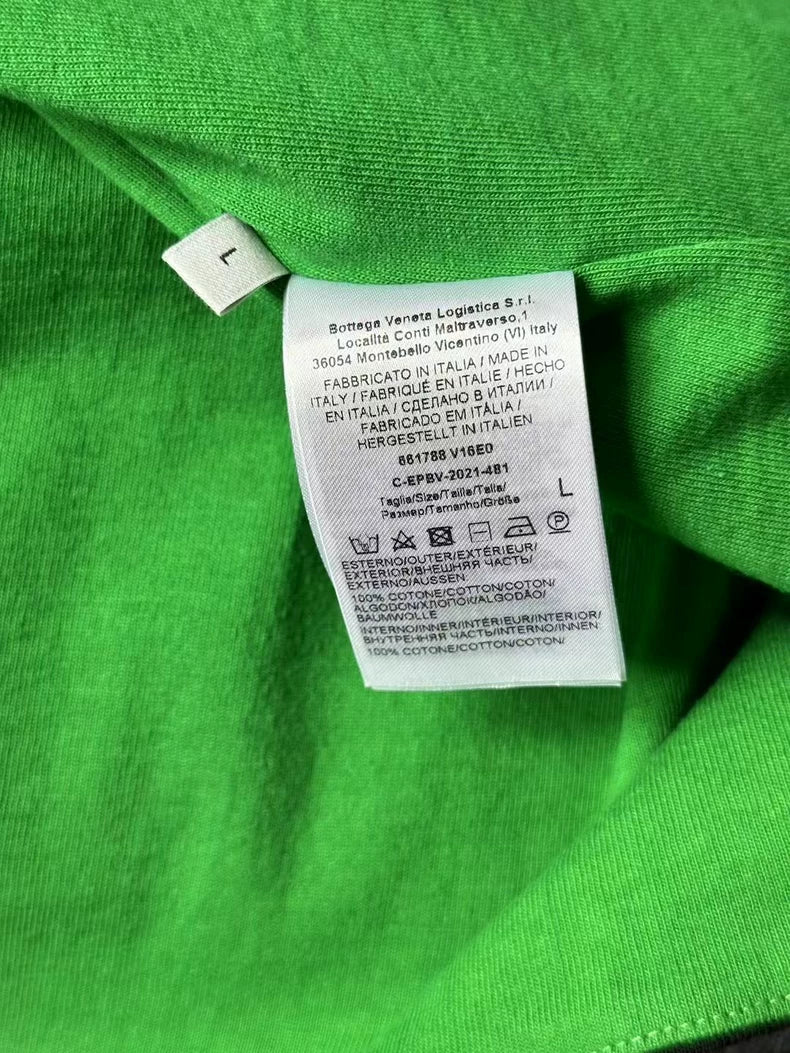 L
Bottega Veneta Logistica S.r.l.
Località Conti Maltraverso,1
36054 Montebello Vicentino (VI) Italy
FABBRICATO IN ITALIA / MADE IN
ITALY / FABRIQUÉ EN ITALIE / HECHO
EN ITALIA / СДЕЛАНО В ИТАЛИИ /
FABRICADO EM ITÁLIA /
HERGESTELLT IN ITALIEN
661788 V16E0
C-EPBV-2021-481
Taglia/Size/Taille/Talla/
Размер/Tamanho/Größe
L
P
ESTERNO/OUTER/EXTÉRIEUR/
EXTERIOR/ВНЕШНЯЯ ЧАСТЬ/
EXTERNO/AUSSEN
100% COTONE/COTTON/COTON/
ALGODON/ХЛОПОК/ALGODÃO/
BAUMWOLLE
INTERNO/INNER/INTÉRIEUR/INTERIOR/
ВНУТРЕННЯЯ ЧАСТЬ/INTERNO/INNEN
100% COTONE/COTTON/COTON/